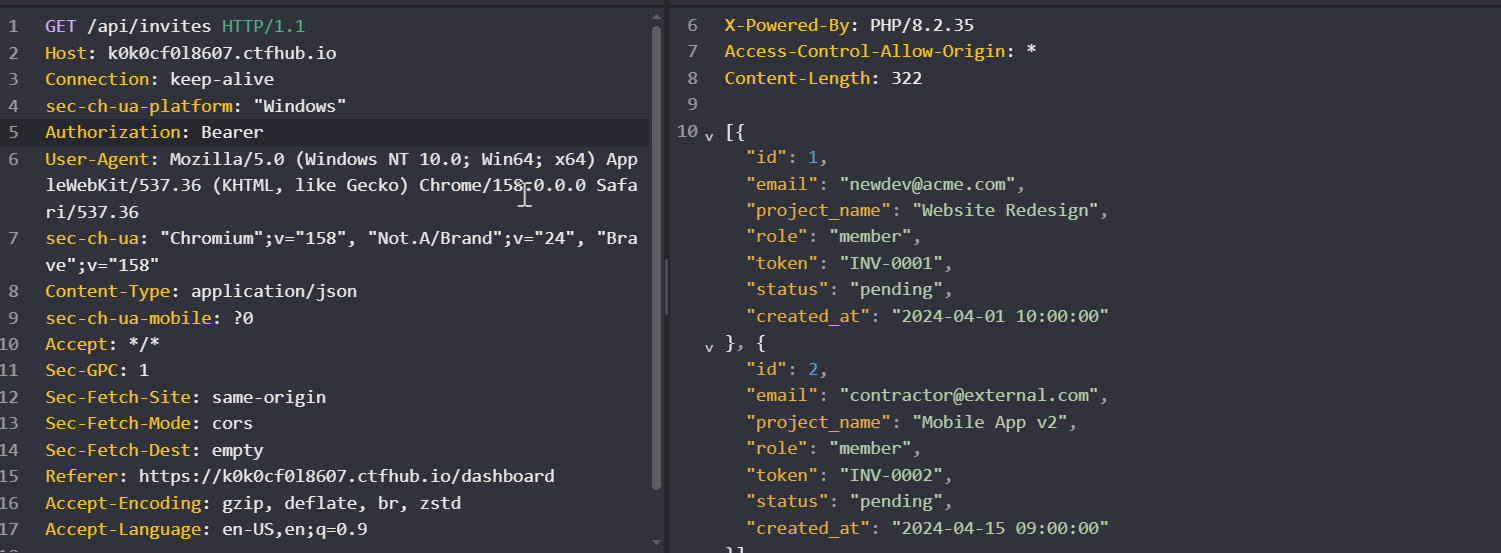 1 GET /api/invites HTTP/1.1
2 Host: k0k0cf0l8607.ctfhub.io
3 Connection: keep-alive
4 sec-ch-ua-platform: "Windows"
5 Authorization: Bearer
6 User-Agent: Mozilla/5.0 (Windows NT 10.0; Win64; x64) App
leWebKit/537.36 (KHTML, like Gecko) Chrome/158.0.0.0 Safa
ri/537.36
7 sec-ch-ua: "Chromium";v="158", "Not.A/Brand";v="24", "Bra
ve";v="158"
8 Content-Type: application/json
9 sec-ch-ua-mobile: ?0
10 Accept: */*
11 Sec-GPC: 1
12 Sec-Fetch-Site: same-origin
13 Sec-Fetch-Mode: cors
14 Sec-Fetch-Dest: empty
15 Referer: https://k0k0cf0l8607.ctfhub.io/dashboard
16 Accept-Encoding: gzip, deflate, br, zstd
17 Accept-Language: en-US,en;q=0.9
6 X-Powered-By: PHP/8.2.35
7 Access-Control-Allow-Origin: *
8 Content-Length: 322
9
10 [{
"id": 1,
"email": "newdev@acme.com",
"project_name": "Website Redesign",
"role": "member",
"token": "INV-0001",
"status": "pending",
"created_at": "2024-04-01 10:00:00"
}, {
"id": 2,
"email": "contractor@external.com",
"project_name": "Mobile App v2",
"role": "member",
"token": "INV-0002",
"status": "pending",
"created_at": "2024-04-15 09:00:00"
}]